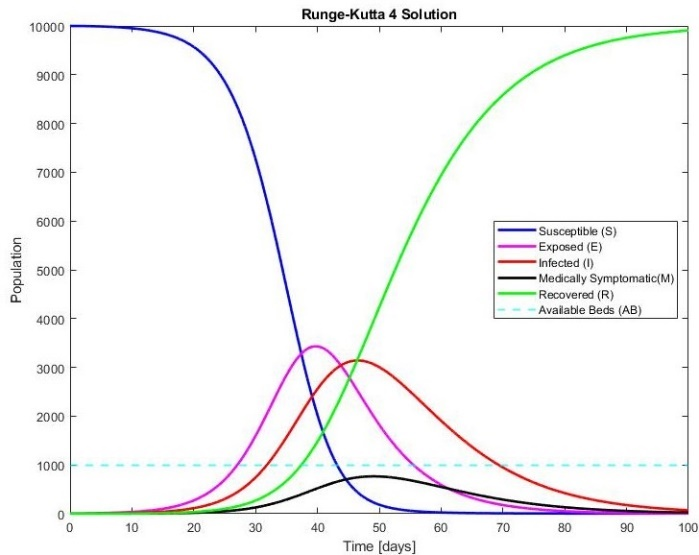 Runge-Kutta 4 Solution
10000
9000
8000
7000
6000
5000
4000
3000
2000
1000
0
Population
Susceptible (S)
Exposed (E)
Infected (I)
Medically Symptomatic(M)
Recovered (R)
Available Beds (AB)
0 10 20 30 40 50 60 70 80 90 100
Time [days]